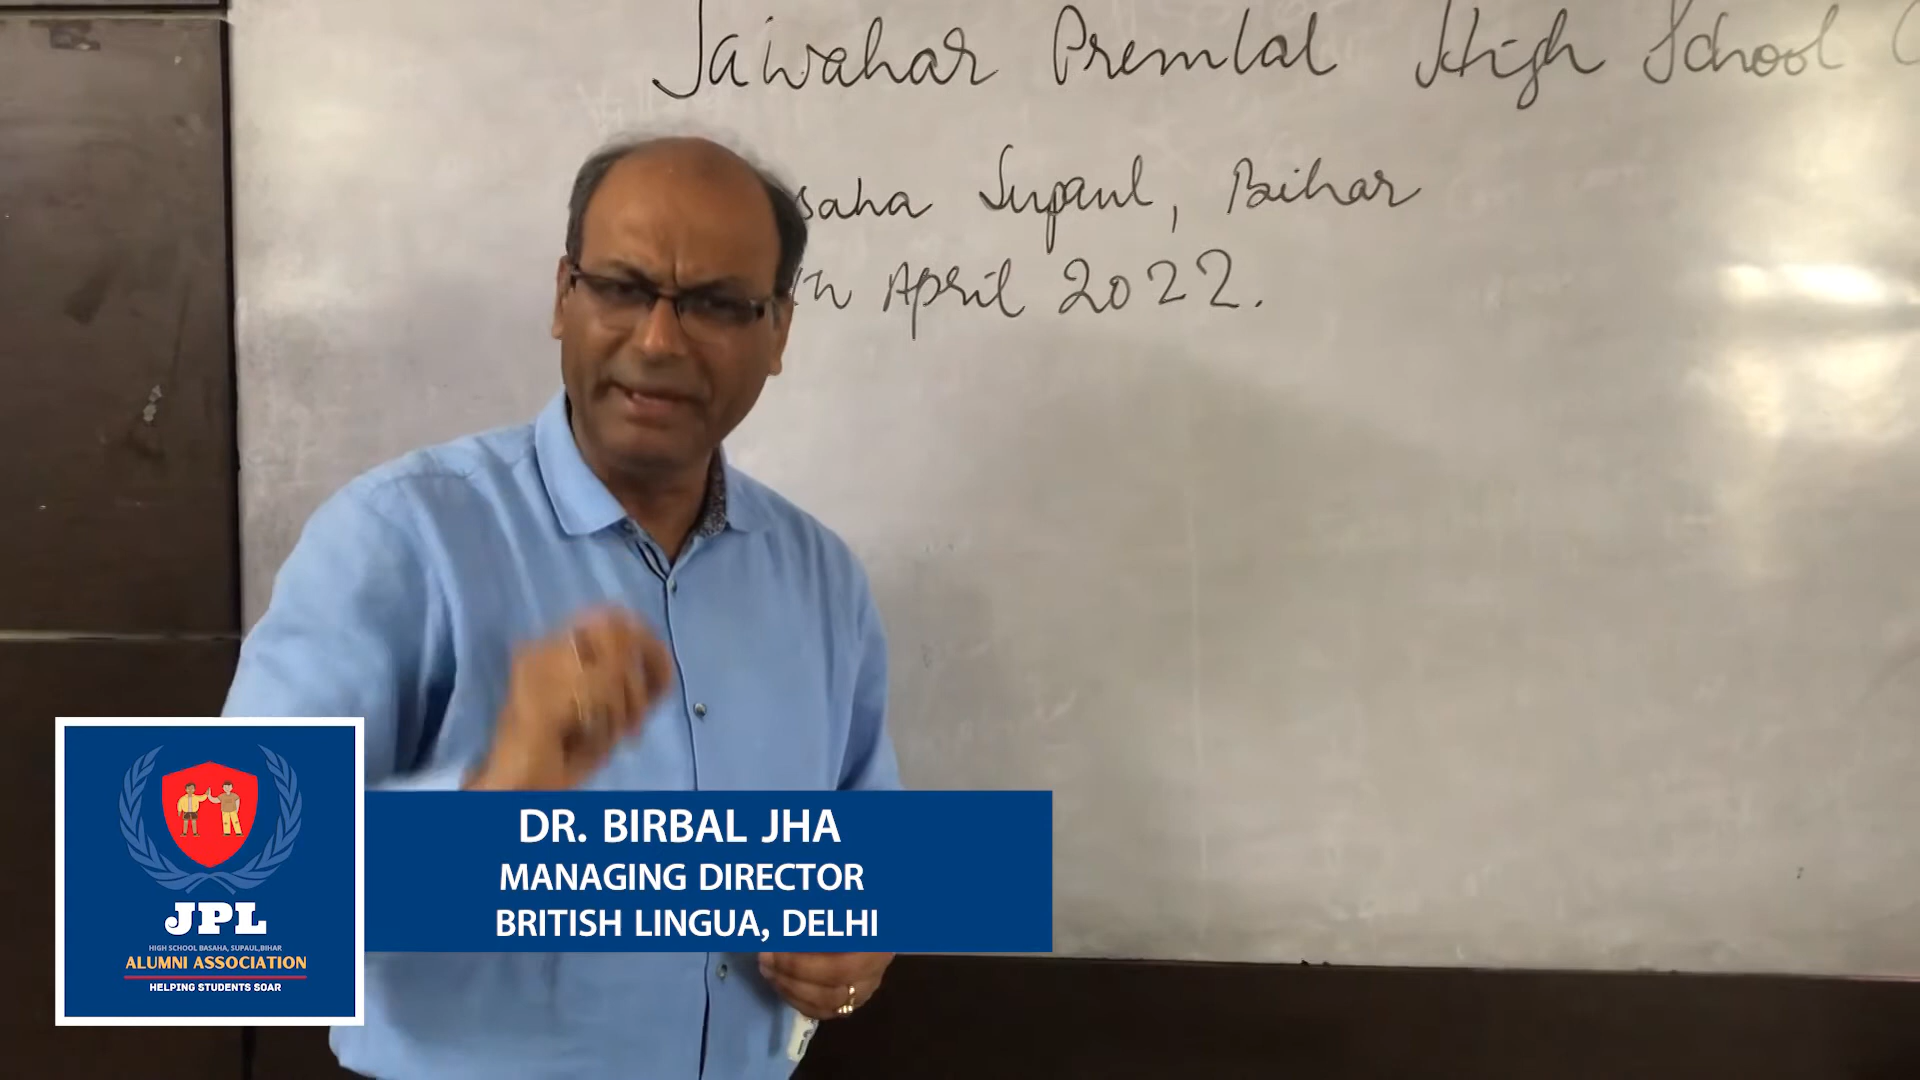 Jawahar Premlal High School
Supaul, Bihar
April 2022.
DR. BIRBAL JHA
MANAGING DIRECTOR
BRITISH LINGUA, DELHI
JPL
HIGH SCHOOL BASAHA, SUPAUL,BIHAR
ALUMNI ASSOCIATION
HELPING STUDENTS SOAR